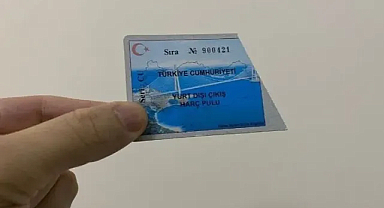 Sıra № 900421
TÜRKİYE CUMHURİYETİ
YURT DIŞI ÇIKIŞ
HARÇ PULU